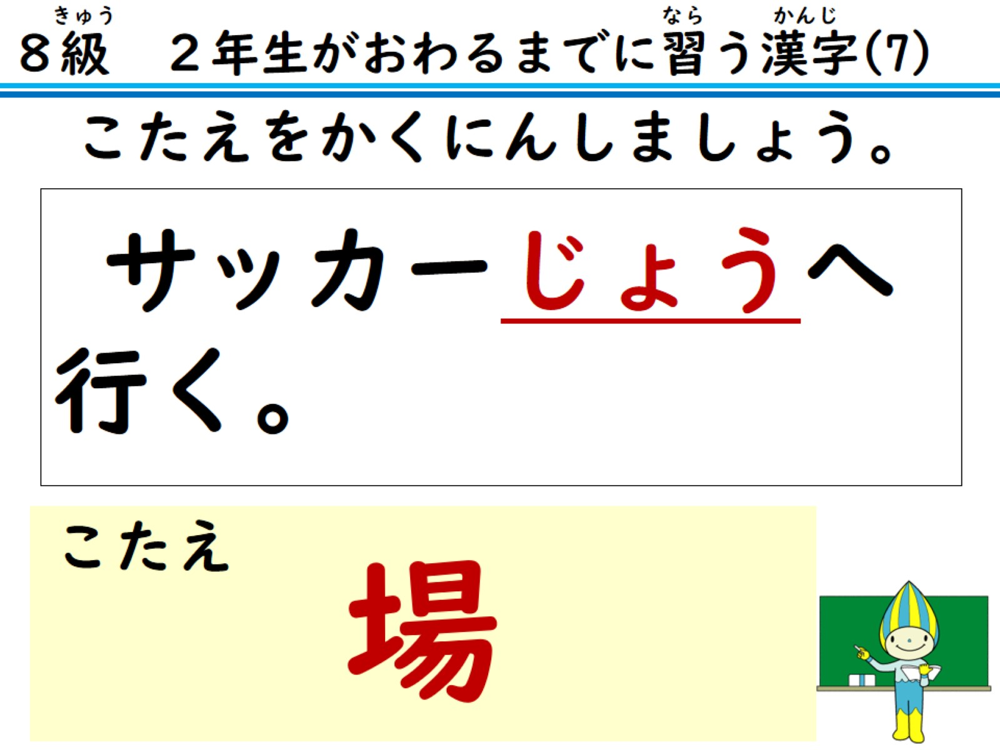 きゅう なら かんじ
８級　２年生がおわるまでに習う漢字(7)
こたえをかくにんしましょう。
サッカーじょうへ
行く。
こたえ
場